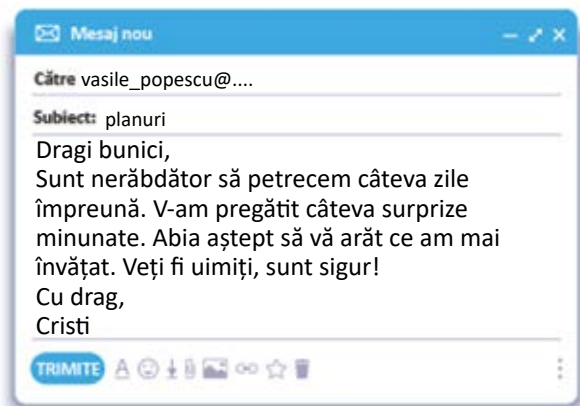 Mesaj nou
Către vasile_popescu@....
Subiect: planuri
Dragi bunici,
Sunt nerăbdător să petrecem câteva zile
împreună. V-am pregătit câteva surprize
minunate. Abia aștept să vă arăt ce am mai
învățat. Veți fi uimiți, sunt sigur!
Cu drag,
Cristi
TRIMITE